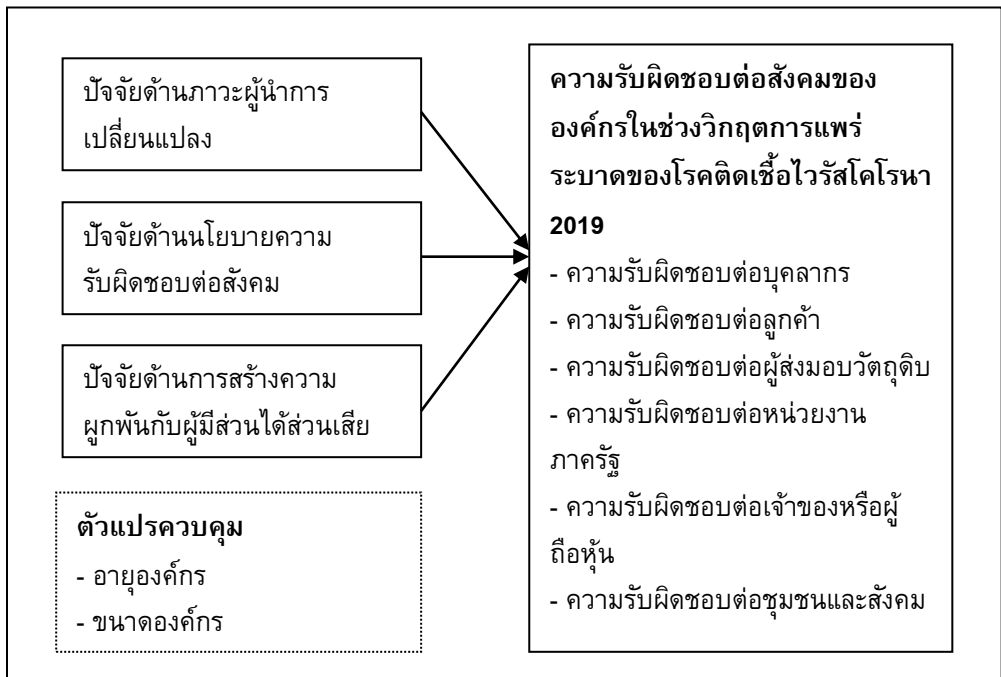 ปัจจัยด้านภาวะผู้นำการ
เปลี่ยนแปลง
ปัจจัยด้านนโยบายความ
รับผิดชอบต่อสังคม
ปัจจัยด้านการสร้างความ
ผูกพันกับผู้มีส่วนได้ส่วนเสีย
ตัวแปรควบคุม
- อายุองค์กร
- ขนาดองค์กร
ความรับผิดชอบต่อสังคมของ
องค์กรในช่วงวิกฤตการแพร่
ระบาดของโรคติดเชื้อไวรัสโคโรนา
2019
- ความรับผิดชอบต่อบุคลากร
- ความรับผิดชอบต่อลูกค้า
- ความรับผิดชอบต่อผู้ส่งมอบวัตถุดิบ
- ความรับผิดชอบต่อหน่วยงาน
ภาครัฐ
- ความรับผิดชอบต่อเจ้าของหรือผู้
ถือหุ้น
- ความรับผิดชอบต่อชุมชนและสังคม